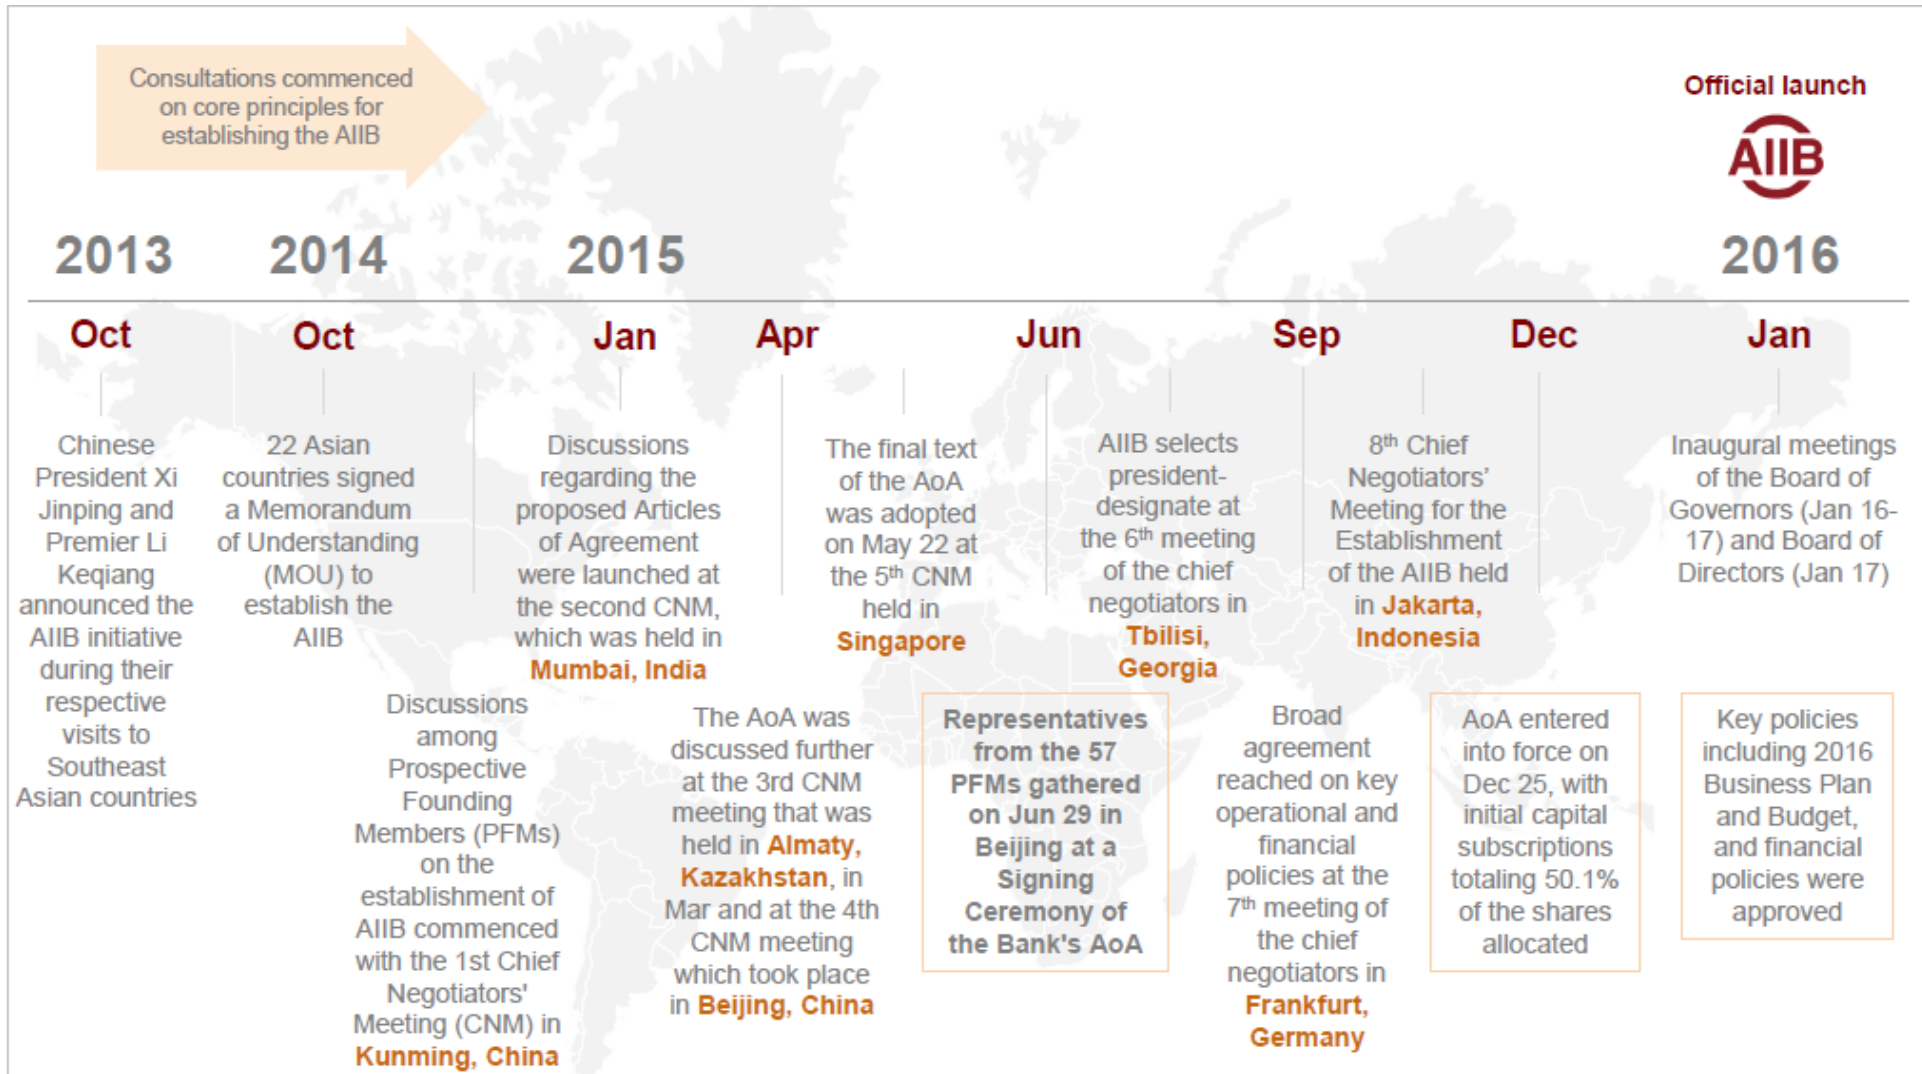 Consultations commenced
on core principles for
establishing the AIIB
Official launch
AIIB
2013
2014
2015
2016
Oct
Oct
Jan
Apr
Jun
Sep
Dec
Jan
Chinese
President Xi
Jinping and
Premier Li
Keqiang
announced the
AIIB initiative
during their
respective
visits to
Southeast
Asian countries
22 Asian
countries signed
a Memorandum
of Understanding
(MOU) to
establish the
AIIB
Discussions
among
Prospective
Founding
Members (PFMs)
on the
establishment of
AIIB commenced
with the 1st Chief
Negotiators'
Meeting (CNM) in
Kunming, China
Discussions
regarding the
proposed Articles
of Agreement
were launched at
the second CNM,
which was held in
Mumbai, India
The AoA was
discussed further
at the 3rd CNM
meeting that was
held in Almaty,
Kazakhstan, in
Mar and at the 4th
CNM meeting
which took place
in Beijing, China
The final text
of the AoA
was adopted
on May 22 at
the 5th CNM
held in
Singapore
Representatives
from the 57
PFMs gathered
on Jun 29 in
Beijing at a
Signing
Ceremony of
the Bank's AoA
AIIB selects
president-
designate at
the 6th meeting
of the chief
negotiators in
Tbilisi,
Georgia
Broad
agreement
reached on key
operational and
financial
policies at the
7th meeting of
the chief
negotiators in
Frankfurt,
Germany
8th Chief
Negotiators’
Meeting for the
Establishment
of the AIIB held
in Jakarta,
Indonesia
AoA entered
into force on
Dec 25, with
initial capital
subscriptions
totaling 50.1%
of the shares
allocated
Inaugural meetings
of the Board of
Governors (Jan 16-
17) and Board of
Directors (Jan 17)
Key policies
including 2016
Business Plan
and Budget,
and financial
policies were
approved